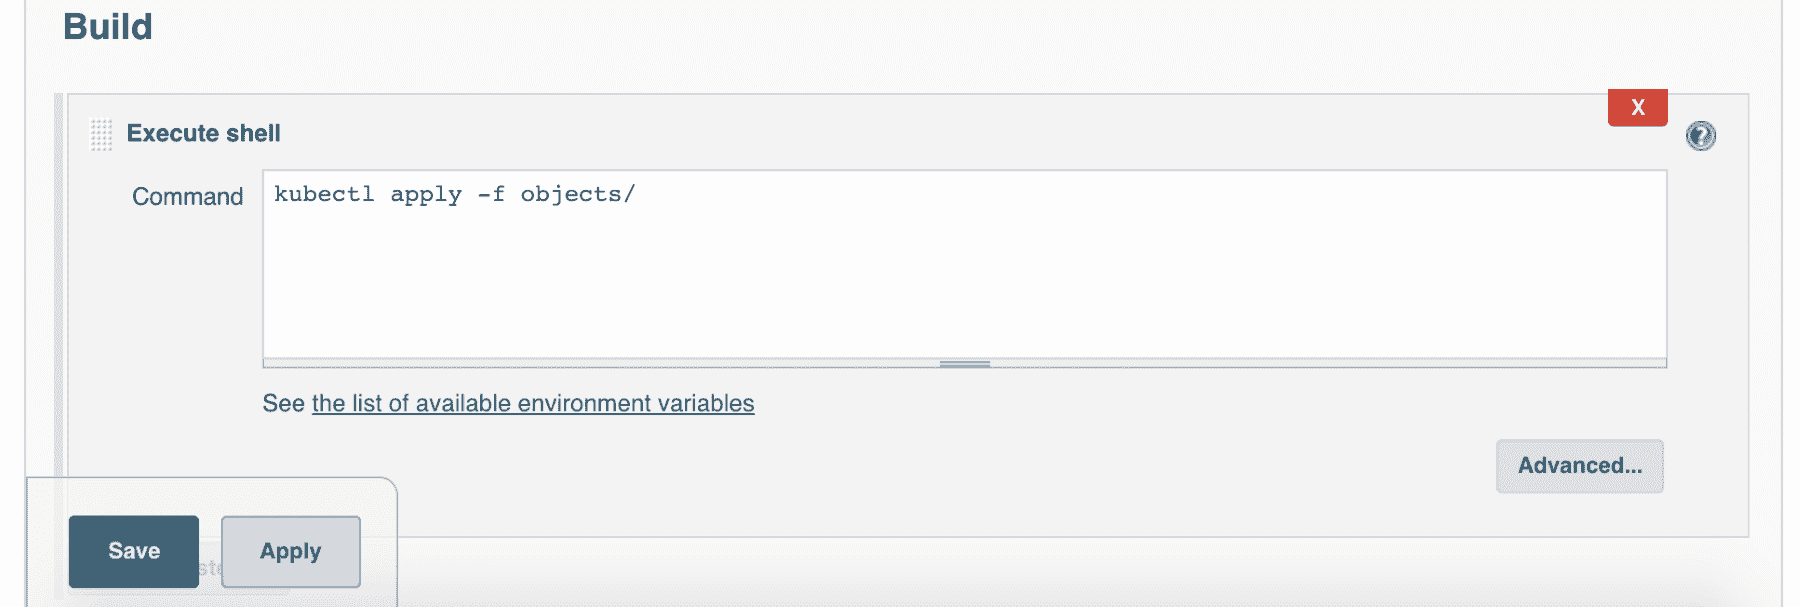 Build
X
Execute shell
?
Command
kubectl apply -f objects/
See the list of available environment variables
Advanced...
Save
Apply